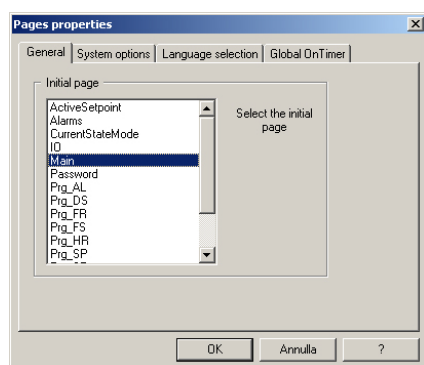 Pages properties
General
System options
Language selection
Global OnTimer
Initial page
ActiveSetpoint
Alarms
CurrentStateMode
IO
Main
Password
Prg_AL
Prg_DS
Prg_FR
Prg_FS
Prg_HR
Prg_SP
Select the initial
page
OK
Annulla
?